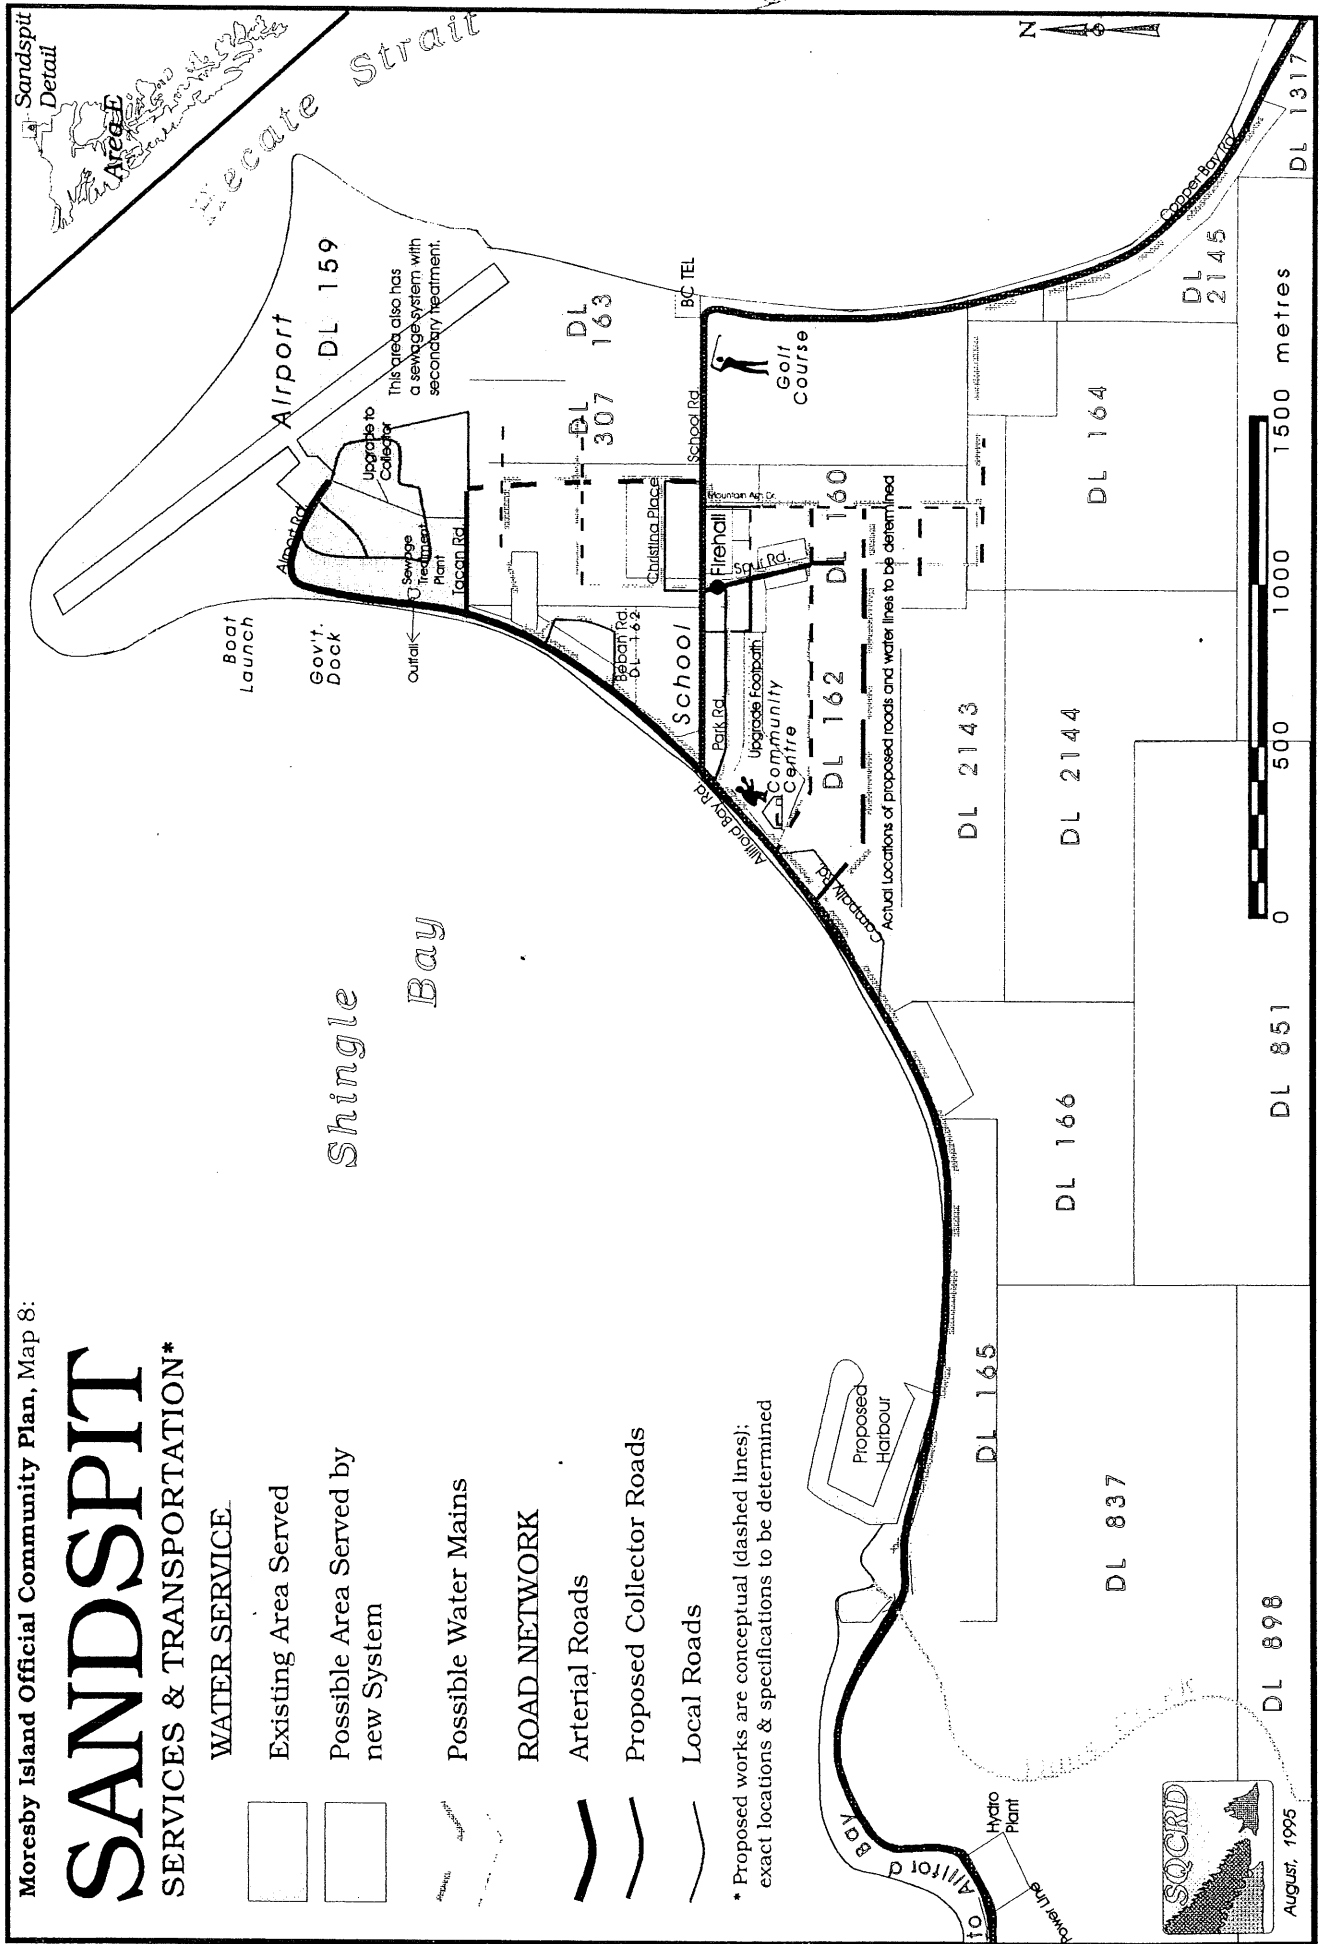 Moresby Island Official Community Plan, Map 8:
SANDSPIT
SERVICES & TRANSPORTATION*
WATER SERVICE
Existing Area Served
Possible Area Served by
new System
Possible Water Mains
ROAD NETWORK
Arterial Roads
Proposed Collector Roads
Local Roads
* Proposed works are conceptual (dashed lines);
exact locations & specifications to be determined
Sandspit
Detail
Area E
Hecate Strait
N
Shingle
Bay
Boat
Launch
Gov't.
Dock
Outfall
Airport
DL 159
This area also has
a sewage system with
secondary treatment.
Airport Rd.
Upgrade to
Collector
Sewage
Treatment
Plant
Tacan Rd.
DL
163
DL
307
BC TEL
Beban Rd.
DL 162
Christina Place
School Rd.
School
Firehall
Mountain Ash Dr.
Golf
Course
Spur Rd.
Park Rd.
Upgrade Footpath
Community
Centre
DL 160
DL 162
Alliford Bay Rd.
Campally Rd.
Actual Locations of proposed roads and water lines to be determined
Copper Bay Rd.
DL 1317
DL
2145
DL 164
DL 2143
DL 2144
DL 166
DL 851
DL 165
DL 837
DL 898
Proposed
Harbour
to Alliford Bay
Hydro
Plant
Power Line
0 500 1000 1500 metres
SQCRD
August, 1995